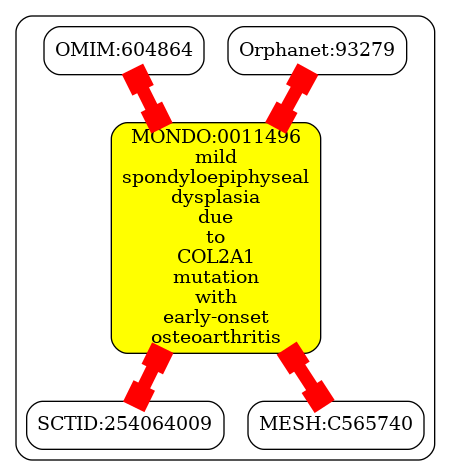 OMIM:604864
Orphanet:93279
MONDO:0011496
mild
spondyloepiphyseal
dysplasia
due
to
COL2A1
mutation
with
early-onset
osteoarthritis
SCTID:254064009
MESH:C565740